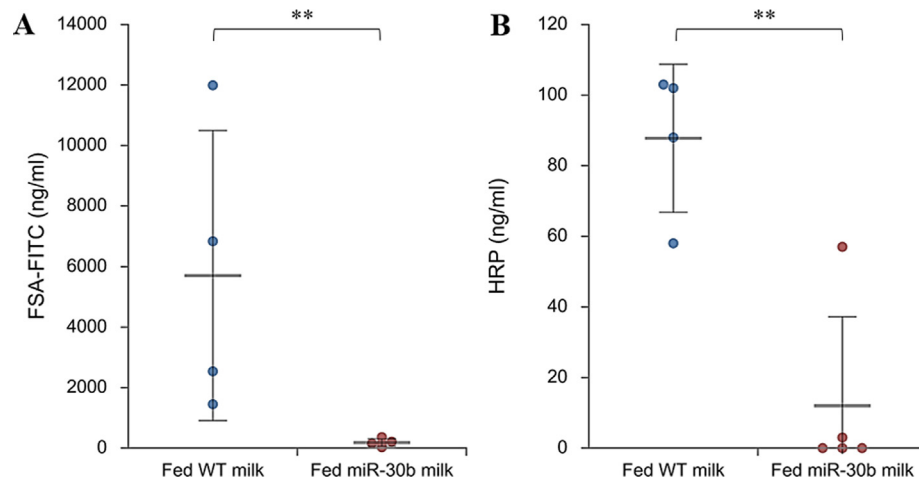 A
**
FSA-FITC (ng/ml)
14000
12000
10000
8000
6000
4000
2000
0
Fed WT milk
Fed miR-30b milk
B
**
HRP (ng/ml)
120
100
80
60
40
20
0
Fed WT milk
Fed miR-30b milk